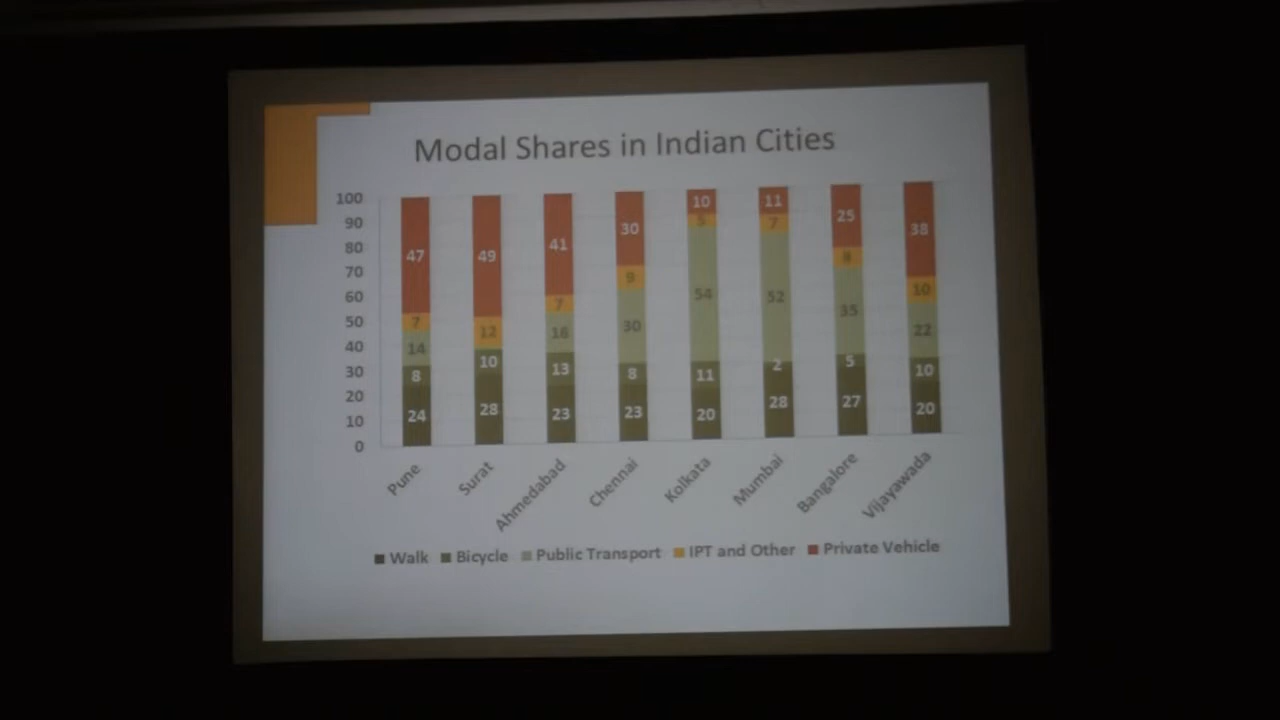 Modal Shares in Indian Cities
100
90
80
70
60
50
40
30
20
10
0
47 49 41 30 10 11 25 38
7 12 7 9 5 7 8 10
14 16 30 54 52 35 22
8 10 13 8 11 2 5 10
24 28 23 23 20 28 27 20
Pune Surat Ahmedabad Chennai Kolkata Mumbai Bangalore Vijayawada
Walk Bicycle Public Transport IPT and Other Private Vehicle